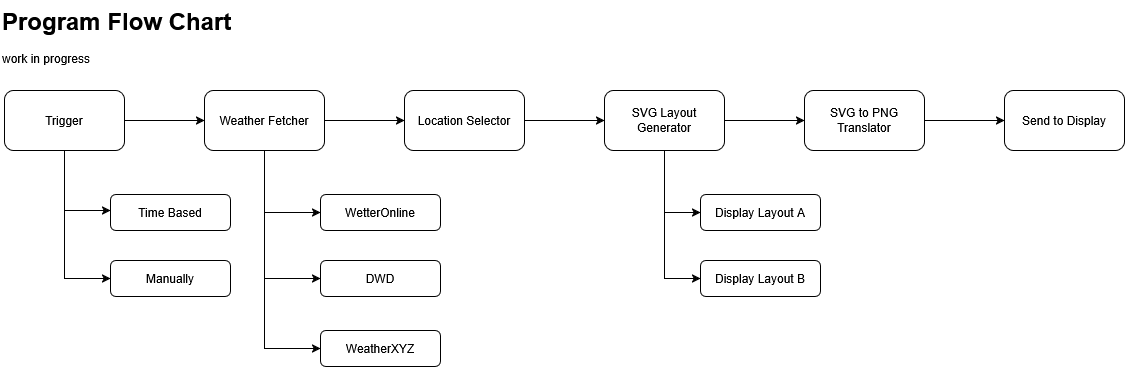 Program Flow Chart
work in progress
Trigger
Weather Fetcher
Location Selector
SVG Layout
Generator
SVG to PNG
Translator
Send to Display
Time Based
WetterOnline
Display Layout A
Manually
DWD
Display Layout B
WeatherXYZ